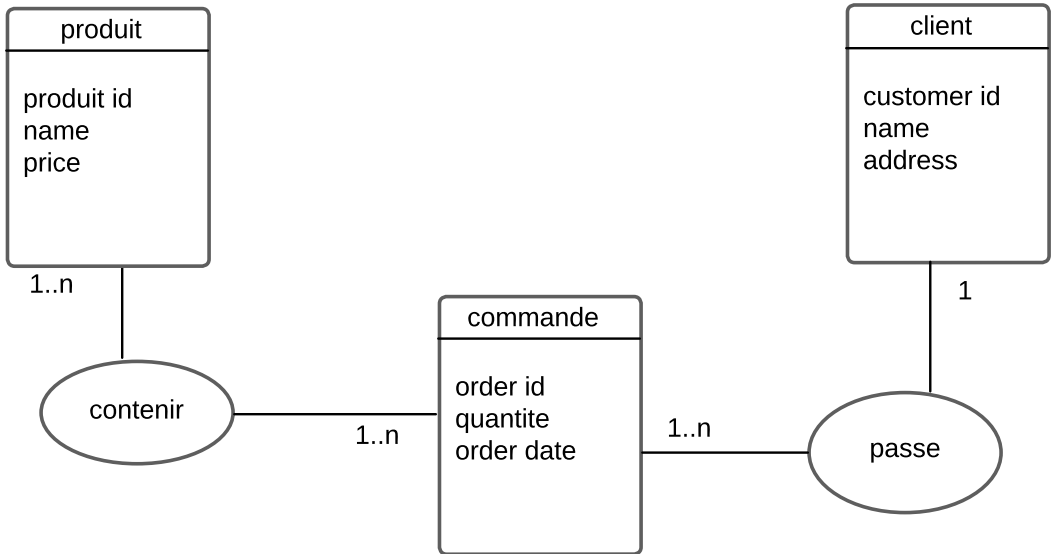 produit
produit id
name
price
1..n
contenir
1..n
commande
order id
quantite
order date
1..n
client
customer id
name
address
1
passe